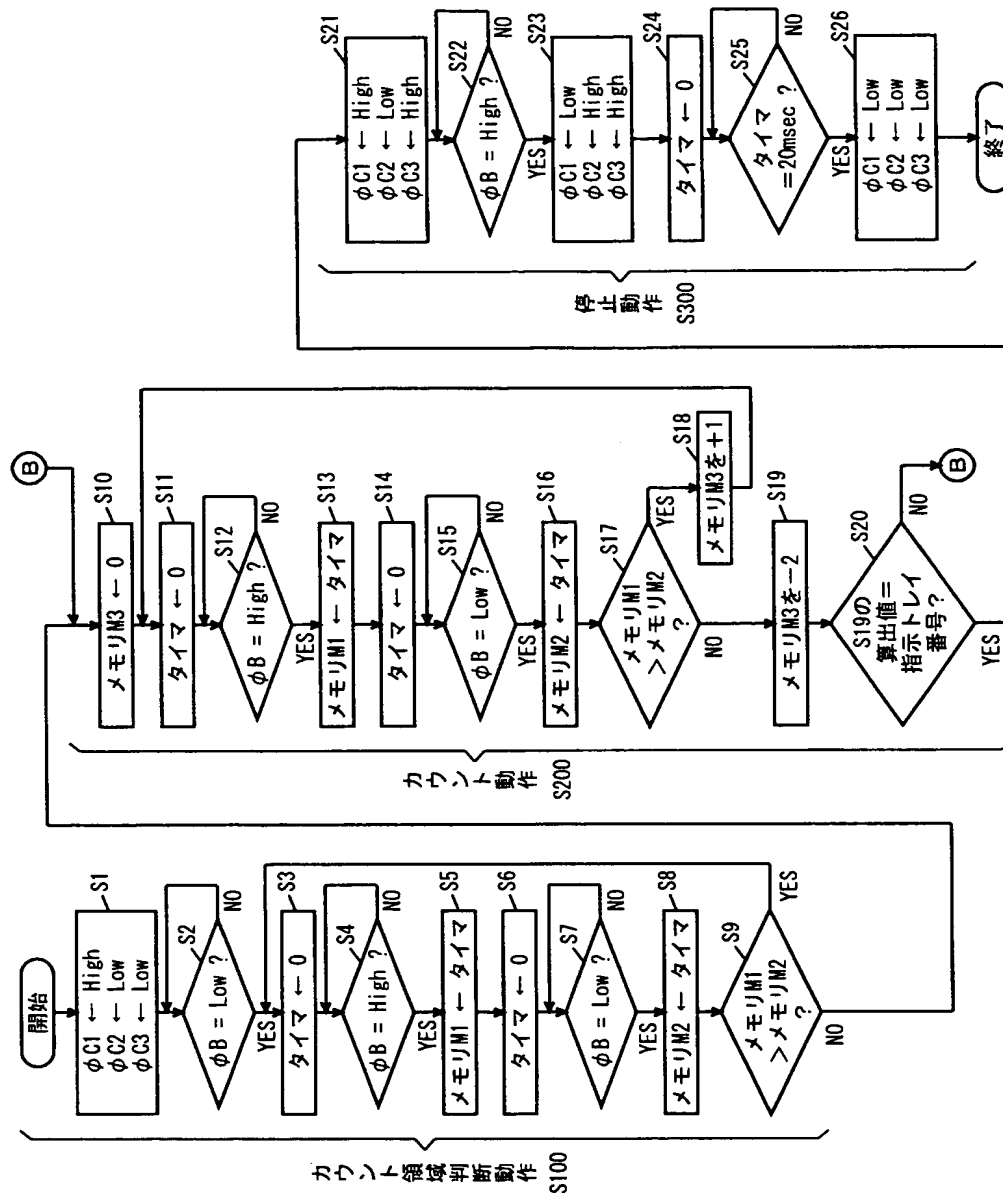 開始
S1
φC1 ← High
φC2 ← Low
φC3 ← Low
S2
φB = Low ?
NO
YES
S3
タイマ ← 0
S4
φB = High ?
NO
YES
S5
メモリM1 ← タイマ
S6
タイマ ← 0
S7
φB = Low ?
NO
YES
S8
メモリM2 ← タイマ
S9
メモリM1
>メモリM2
?
YES
NO
カウント領域判断動作
S100
B
S10
メモリM3 ← 0
S11
タイマ ← 0
S12
φB = High ?
NO
YES
S13
メモリM1 ← タイマ
S14
タイマ ← 0
S15
φB = Low ?
NO
YES
S16
メモリM2 ← タイマ
S17
メモリM1
>メモリM2
?
YES
NO
S18
メモリM3を+1
S19
メモリM3を-2
S20
S19の
算出値=
指示トレイ
番号?
NO
B
YES
カウント動作
S200
S21
φC1 ← High
φC2 ← Low
φC3 ← High
S22
φB = High ?
NO
YES
S23
φC1 ← Low
φC2 ← High
φC3 ← High
S24
タイマ ← 0
S25
タイマ
=20msec ?
NO
YES
S26
φC1 ← Low
φC2 ← Low
φC3 ← Low
終了
停止動作
S300